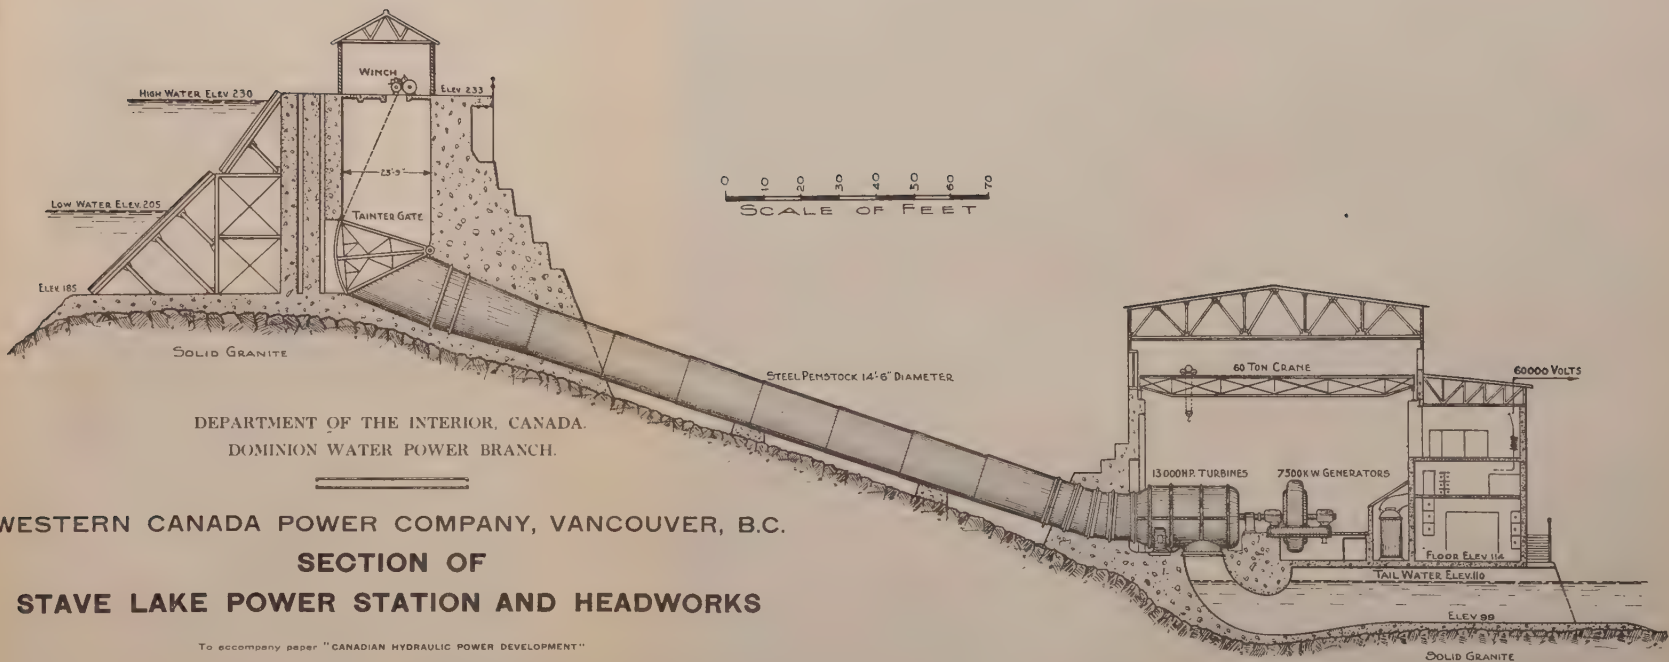 WINCH
HIGH WATER ELEV 230
ELEV 233
23'-9"
LOW WATER ELEV. 205
TAINTER GATE
ELEV. 185
SOLID GRANITE
0 10 20 30 40 50 60 70
SCALE OF FEET
STEEL PENSTOCK 14'-6" DIAMETER
60 TON CRANE
60000 VOLTS
13000 H.P. TURBINES
7500 K.W. GENERATORS
FLOOR ELEV 114
TAIL WATER ELEV. 110
ELEV 99
SOLID GRANITE
DEPARTMENT OF THE INTERIOR, CANADA.
DOMINION WATER POWER BRANCH.
WESTERN CANADA POWER COMPANY, VANCOUVER, B.C.
SECTION OF
STAVE LAKE POWER STATION AND HEADWORKS
To accompany paper "CANADIAN HYDRAULIC POWER DEVELOPMENT"